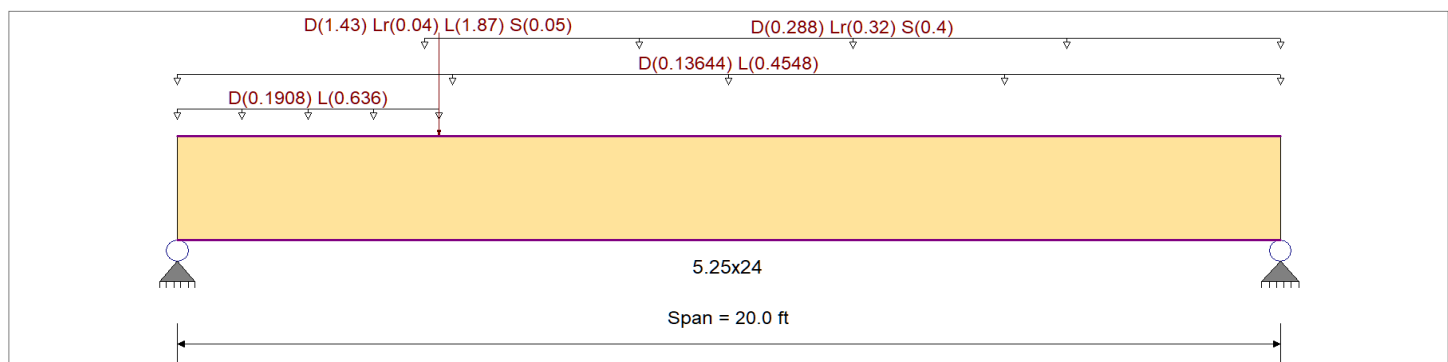 D(1.43) Lr(0.04) L(1.87) S(0.05)
D(0.288) Lr(0.32) S(0.4)
D(0.13644) L(0.4548)
D(0.1908) L(0.636)
5.25x24
Span = 20.0 ft